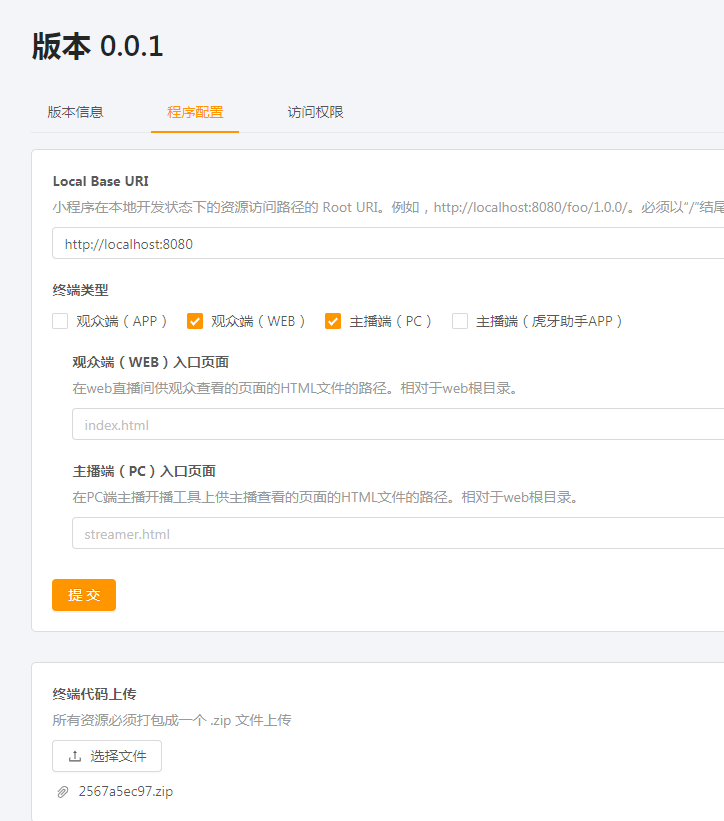 版本 0.0.1
版本信息 程序配置 访问权限
Local Base URI
小程序在本地开发状态下的资源访问路径的 Root URI。例如，http://localhost:8080/foo/1.0.0/。必须以“/”结尾
http://localhost:8080
终端类型
观众端（APP） 观众端（WEB） 主播端（PC） 主播端（虎牙助手APP）
观众端（WEB）入口页面
在web直播间供观众查看的页面的HTML文件的路径。相对于web根目录。
index.html
主播端（PC）入口页面
在PC端主播开播工具上供主播查看的页面的HTML文件的路径。相对于web根目录。
streamer.html
提 交
终端代码上传
所有资源必须打包成一个 .zip 文件上传
选择文件
2567a5ec97.zip